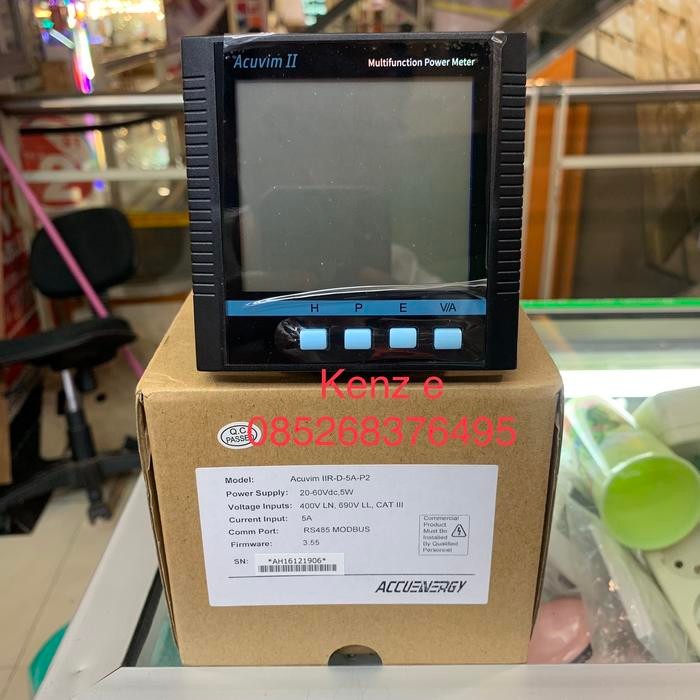 Acuvim II
Multifunction Power Meter
H P E V/A
Kenz e
085268376495
Q.C
PASSED
Model: Acuvim IIR-D-5A-P2
Power Supply: 20-60Vdc,5W
Voltage Inputs: 400V LN, 690V LL, CAT III
Current Input: 5A
Comm Port: RS485 MODBUS
Firmware: 3.55
SN: *AH16121906*
Commercial
Product
Must Be
Installed
By Qualified
Personnel
ACCUENERGY